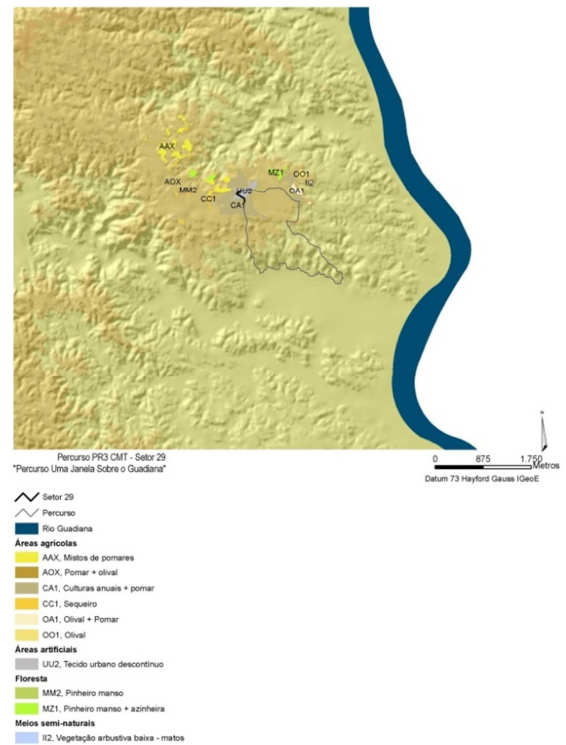 AAX
AOX
MM2
CC1
UU2
CA1
MZ1
OO1
II2
OA1
N
Percurso PR3 CMT - Setor 29
"Percurso Uma Janela Sobre o Guadiana"
0 875 1.750
Metros
Datum 73 Hayford Gauss IGeoE
Setor 29
Percurso
Rio Guadiana
Áreas agrícolas
AAX, Mistos de pomares
AOX, Pomar + olival
CA1, Culturas anuais + pomar
CC1, Sequeiro
OA1, Olival + Pomar
OO1, Olival
Áreas artificiais
UU2, Tecido urbano descontínuo
Floresta
MM2, Pinheiro manso
MZ1, Pinheiro manso + azinheira
Meios semi-naturais
II2, Vegetação arbustiva baixa - matos